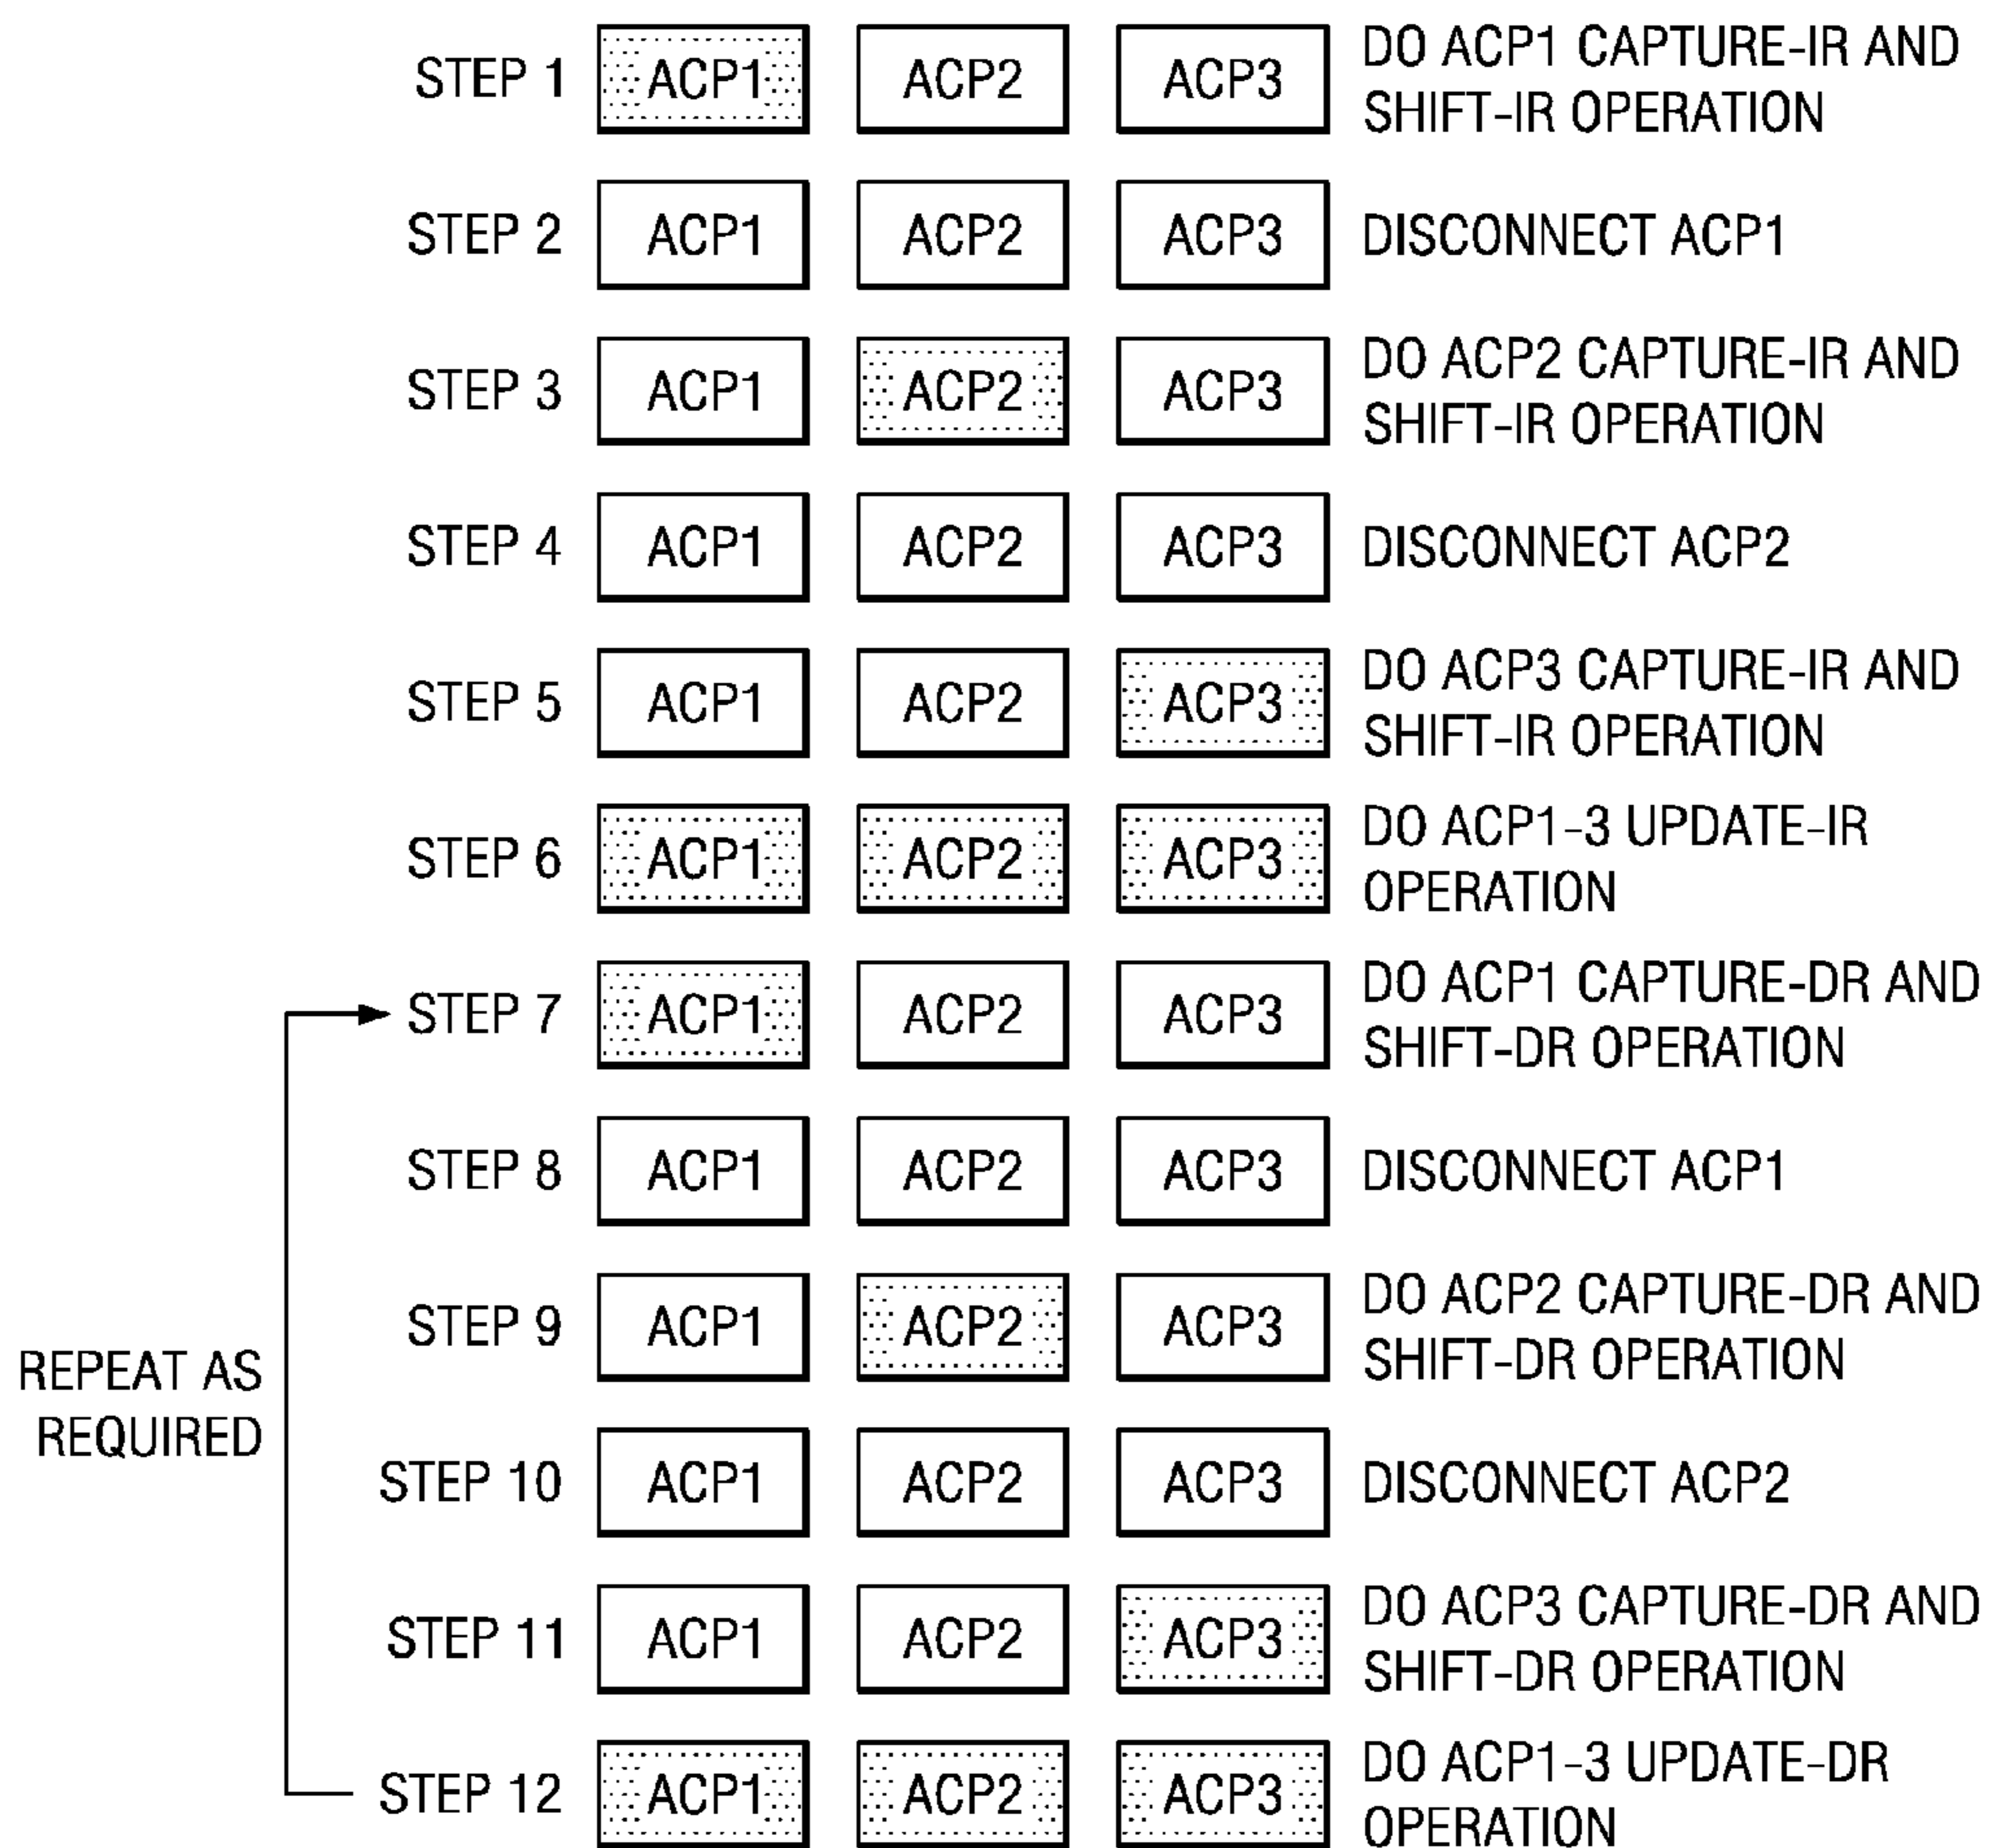 STEP 1 ACP1 ACP2 ACP3 DO ACP1 CAPTURE-IR AND
SHIFT-IR OPERATION
STEP 2 ACP1 ACP2 ACP3 DISCONNECT ACP1
STEP 3 ACP1 ACP2 ACP3 DO ACP2 CAPTURE-IR AND
SHIFT-IR OPERATION
STEP 4 ACP1 ACP2 ACP3 DISCONNECT ACP2
STEP 5 ACP1 ACP2 ACP3 DO ACP3 CAPTURE-IR AND
SHIFT-IR OPERATION
STEP 6 ACP1 ACP2 ACP3 DO ACP1-3 UPDATE-IR
OPERATION
STEP 7 ACP1 ACP2 ACP3 DO ACP1 CAPTURE-DR AND
SHIFT-DR OPERATION
STEP 8 ACP1 ACP2 ACP3 DISCONNECT ACP1
STEP 9 ACP1 ACP2 ACP3 DO ACP2 CAPTURE-DR AND
SHIFT-DR OPERATION
REPEAT AS
REQUIRED
STEP 10 ACP1 ACP2 ACP3 DISCONNECT ACP2
STEP 11 ACP1 ACP2 ACP3 DO ACP3 CAPTURE-DR AND
SHIFT-DR OPERATION
STEP 12 ACP1 ACP2 ACP3 DO ACP1-3 UPDATE-DR
OPERATION